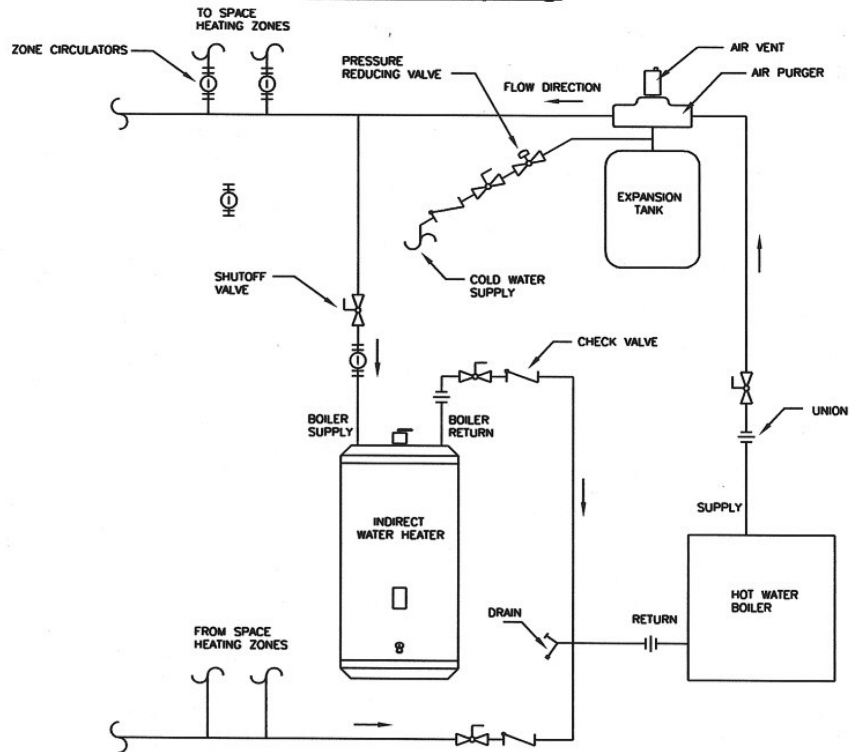 TO SPACE
HEATING ZONES
ZONE CIRCULATORS
PRESSURE
REDUCING VALVE
FLOW DIRECTION
AIR VENT
AIR PURGER
EXPANSION
TANK
COLD WATER
SUPPLY
SHUTOFF
VALVE
CHECK VALVE
BOILER
SUPPLY
BOILER
RETURN
UNION
SUPPLY
INDIRECT
WATER HEATER
HOT WATER
BOILER
DRAIN
RETURN
FROM SPACE
HEATING ZONES